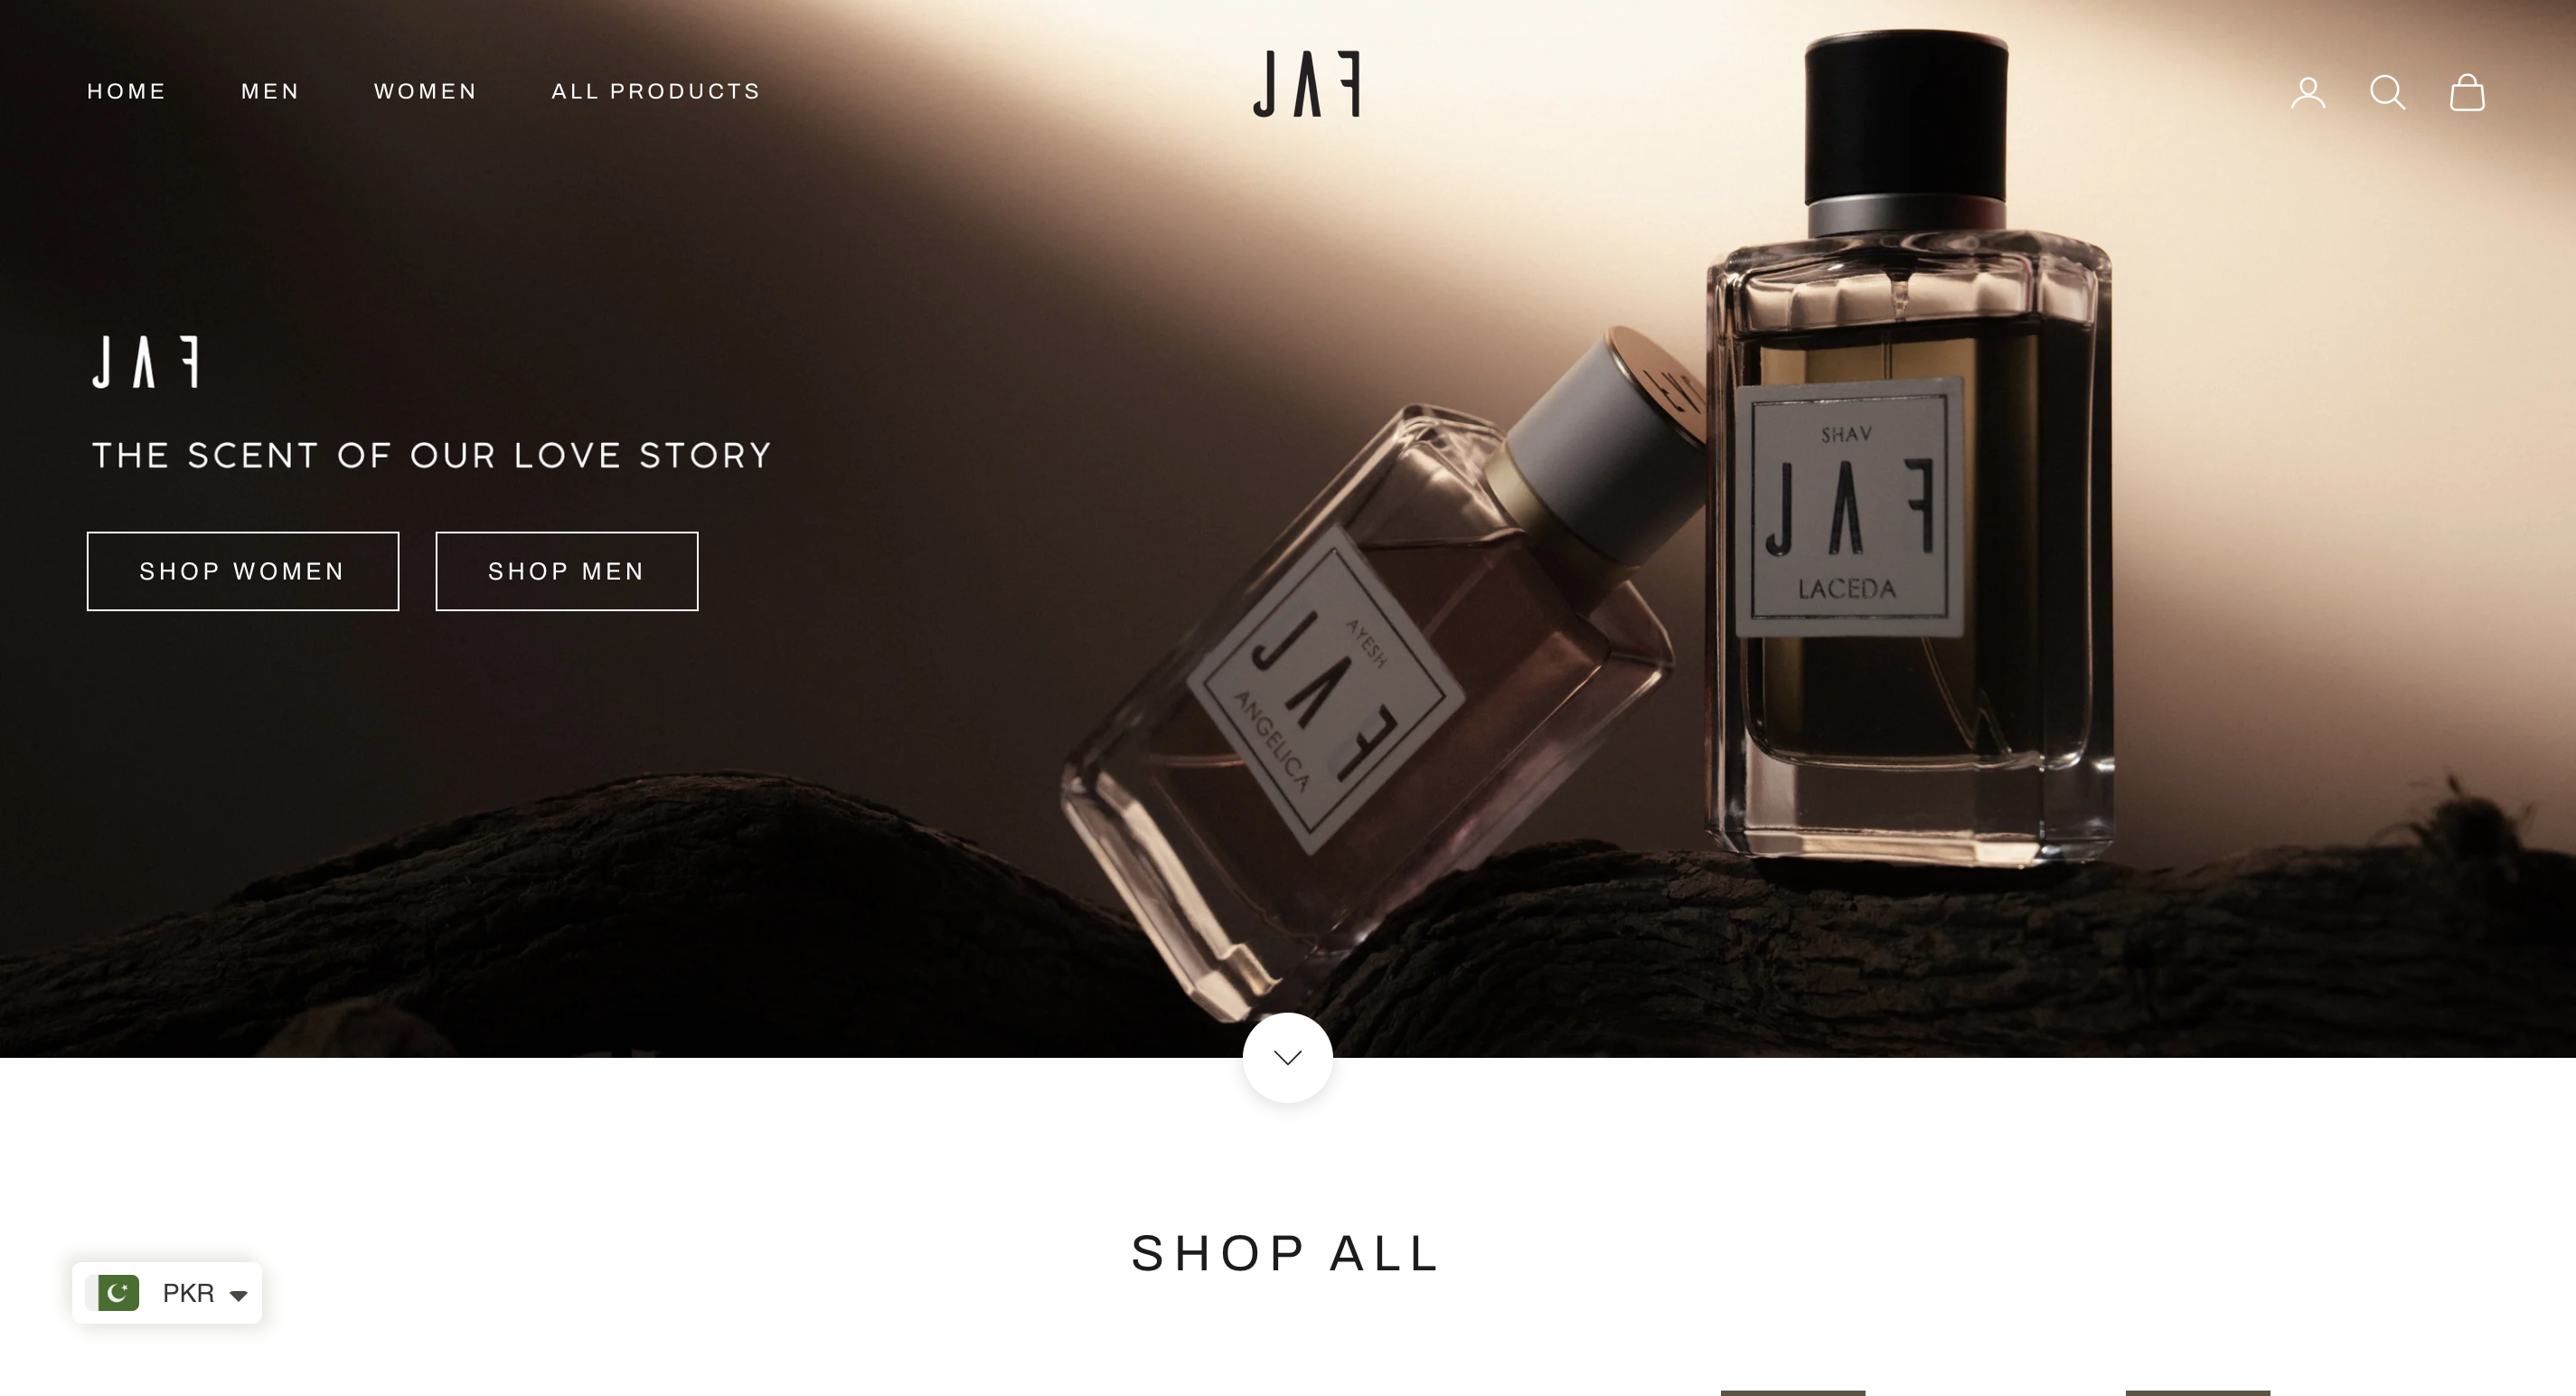 HOME MEN WOMEN ALL PRODUCTS
JAF
JAF
THE SCENT OF OUR LOVE STORY
SHOP WOMEN SHOP MEN
SHAV
JAF
LACEDA
AYESH
JAF
ANGELICA
SHOP ALL
PKR